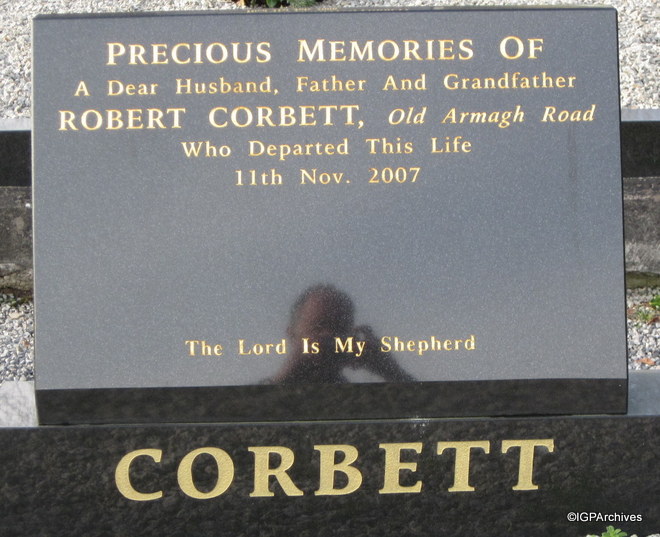 PRECIOUS MEMORIES OF
A Dear Husband, Father And Grandfather
ROBERT CORBETT, Old Armagh Road
Who Departed This Life
11th Nov. 2007
The Lord Is My Shepherd
CORBETT
©IGPArchives